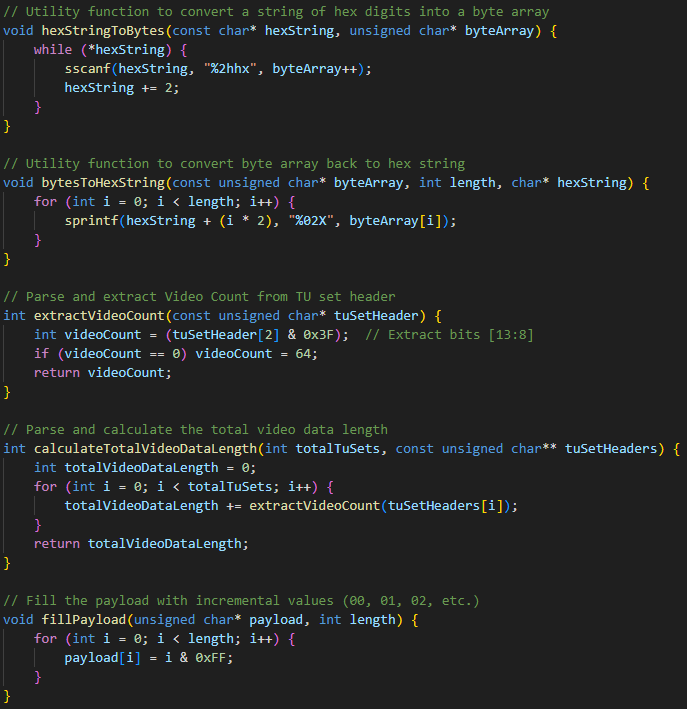 // Utility function to convert a string of hex digits into a byte array
void hexStringToBytes(const char* hexString, unsigned char* byteArray) {
    while (*hexString) {
        sscanf(hexString, "%2hhx", byteArray++);
        hexString += 2;
    }
}

// Utility function to convert byte array back to hex string
void bytesToHexString(const unsigned char* byteArray, int length, char* hexString) {
    for (int i = 0; i < length; i++) {
        sprintf(hexString + (i * 2), "%02X", byteArray[i]);
    }
}

// Parse and extract Video Count from TU set header
int extractVideoCount(const unsigned char* tuSetHeader) {
    int videoCount = (tuSetHeader[2] & 0x3F);  // Extract bits [13:8]
    if (videoCount == 0) videoCount = 64;
    return videoCount;
}

// Parse and calculate the total video data length
int calculateTotalVideoDataLength(int totalTuSets, const unsigned char** tuSetHeaders) {
    int totalVideoDataLength = 0;
    for (int i = 0; i < totalTuSets; i++) {
        totalVideoDataLength += extractVideoCount(tuSetHeaders[i]);
    }
    return totalVideoDataLength;
}

// Fill the payload with incremental values (00, 01, 02, etc.)
void fillPayload(unsigned char* payload, int length) {
    for (int i = 0; i < length; i++) {
        payload[i] = i & 0xFF;
    }
}